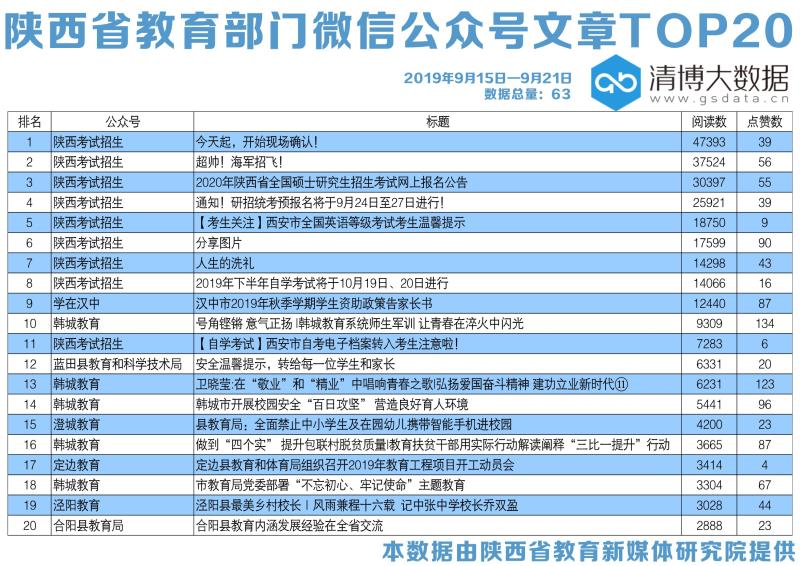 陕西省教育部门微信公众号文章TOP20
2019年9月15日—9月21日
数据总量：63
清博大数据
www.gsdata.cn
排名 公众号 标题 阅读数 点赞数
1 陕西考试招生 今天起，开始现场确认！ 47393 39
2 陕西考试招生 超帅！海军招飞！ 37524 56
3 陕西考试招生 2020年陕西省全国硕士研究生招生考试网上报名公告 30397 55
4 陕西考试招生 通知！研招统考预报名将于9月24日至27日进行！ 25921 39
5 陕西考试招生 【考生关注】西安市全国英语等级考试考生温馨提示 18750 9
6 陕西考试招生 分享图片 17599 90
7 陕西考试招生 人生的洗礼 14298 43
8 陕西考试招生 2019年下半年自学考试将于10月19日、20日进行 14066 16
9 学在汉中 汉中市2019年秋季学期学生资助政策告家长书 12440 87
10 韩城教育 号角铿锵 意气正扬 |韩城教育系统师生军训 让青春在淬火中闪光 9309 134
11 陕西考试招生 【自学考试】西安市自考电子档案转入考生注意啦！ 7283 6
12 蓝田县教育和科学技术局 安全温馨提示，转给每一位学生和家长 6331 20
13 韩城教育 卫晓莹:在“敬业”和“精业”中唱响青春之歌|弘扬爱国奋斗精神 建功立业新时代⑪ 6231 123
14 韩城教育 韩城市开展校园安全“百日攻坚” 营造良好育人环境 5441 96
15 澄城教育 县教育局：全面禁止中小学生及在园幼儿携带智能手机进校园 4200 23
16 韩城教育 做到“四个实” 提升包联村脱贫质量|教育扶贫干部用实际行动解读阐释“三比一提升”行动 3665 87
17 定边教育 定边县教育和体育局组织召开2019年教育工程项目开工动员会 3414 4
18 韩城教育 市教育局党委部署“不忘初心、牢记使命”主题教育 3304 67
19 泾阳教育 泾阳县最美乡村校长︱风雨兼程十六载 记中张中学校长乔双盈 3028 44
20 合阳县教育局 合阳县教育内涵发展经验在全省交流 2888 23
本数据由陕西省教育新媒体研究院提供